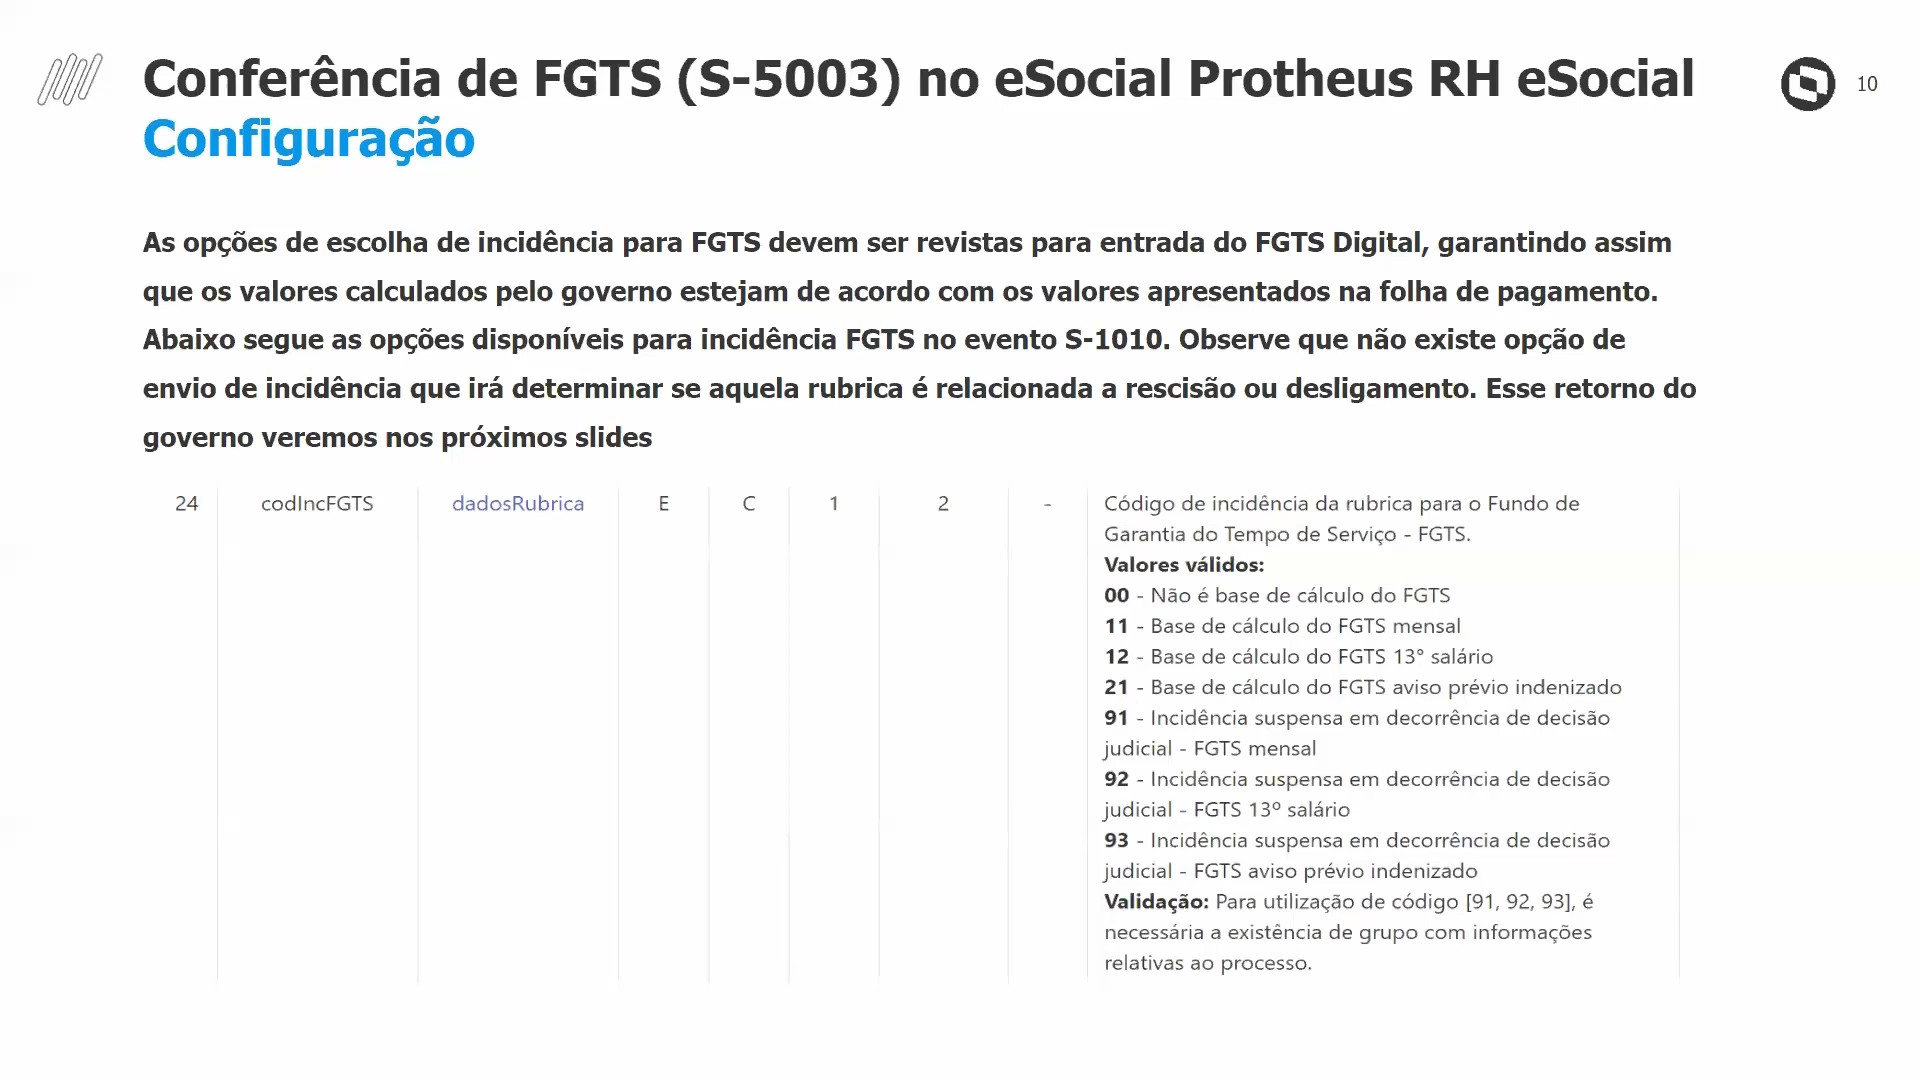 Conferência de FGTS (S-5003) no eSocial Protheus RH eSocial
10
Configuração
As opções de escolha de incidência para FGTS devem ser revistas para entrada do FGTS Digital, garantindo assim
que os valores calculados pelo governo estejam de acordo com os valores apresentados na folha de pagamento.
Abaixo segue as opções disponíveis para incidência FGTS no evento S-1010. Observe que não existe opção de
envio de incidência que irá determinar se aquela rubrica é relacionada a rescisão ou desligamento. Esse retorno do
governo veremos nos próximos slides
24 codIncFGTS dadosRubrica E C 1 2 - Código de incidência da rubrica para o Fundo de
Garantia do Tempo de Serviço - FGTS.
Valores válidos:
00 - Não é base de cálculo do FGTS
11 - Base de cálculo do FGTS mensal
12 - Base de cálculo do FGTS 13° salário
21 - Base de cálculo do FGTS aviso prévio indenizado
91 - Incidência suspensa em decorrência de decisão
judicial - FGTS mensal
92 - Incidência suspensa em decorrência de decisão
judicial - FGTS 13º salário
93 - Incidência suspensa em decorrência de decisão
judicial - FGTS aviso prévio indenizado
Validação: Para utilização de código [91, 92, 93], é
necessária a existência de grupo com informações
relativas ao processo.